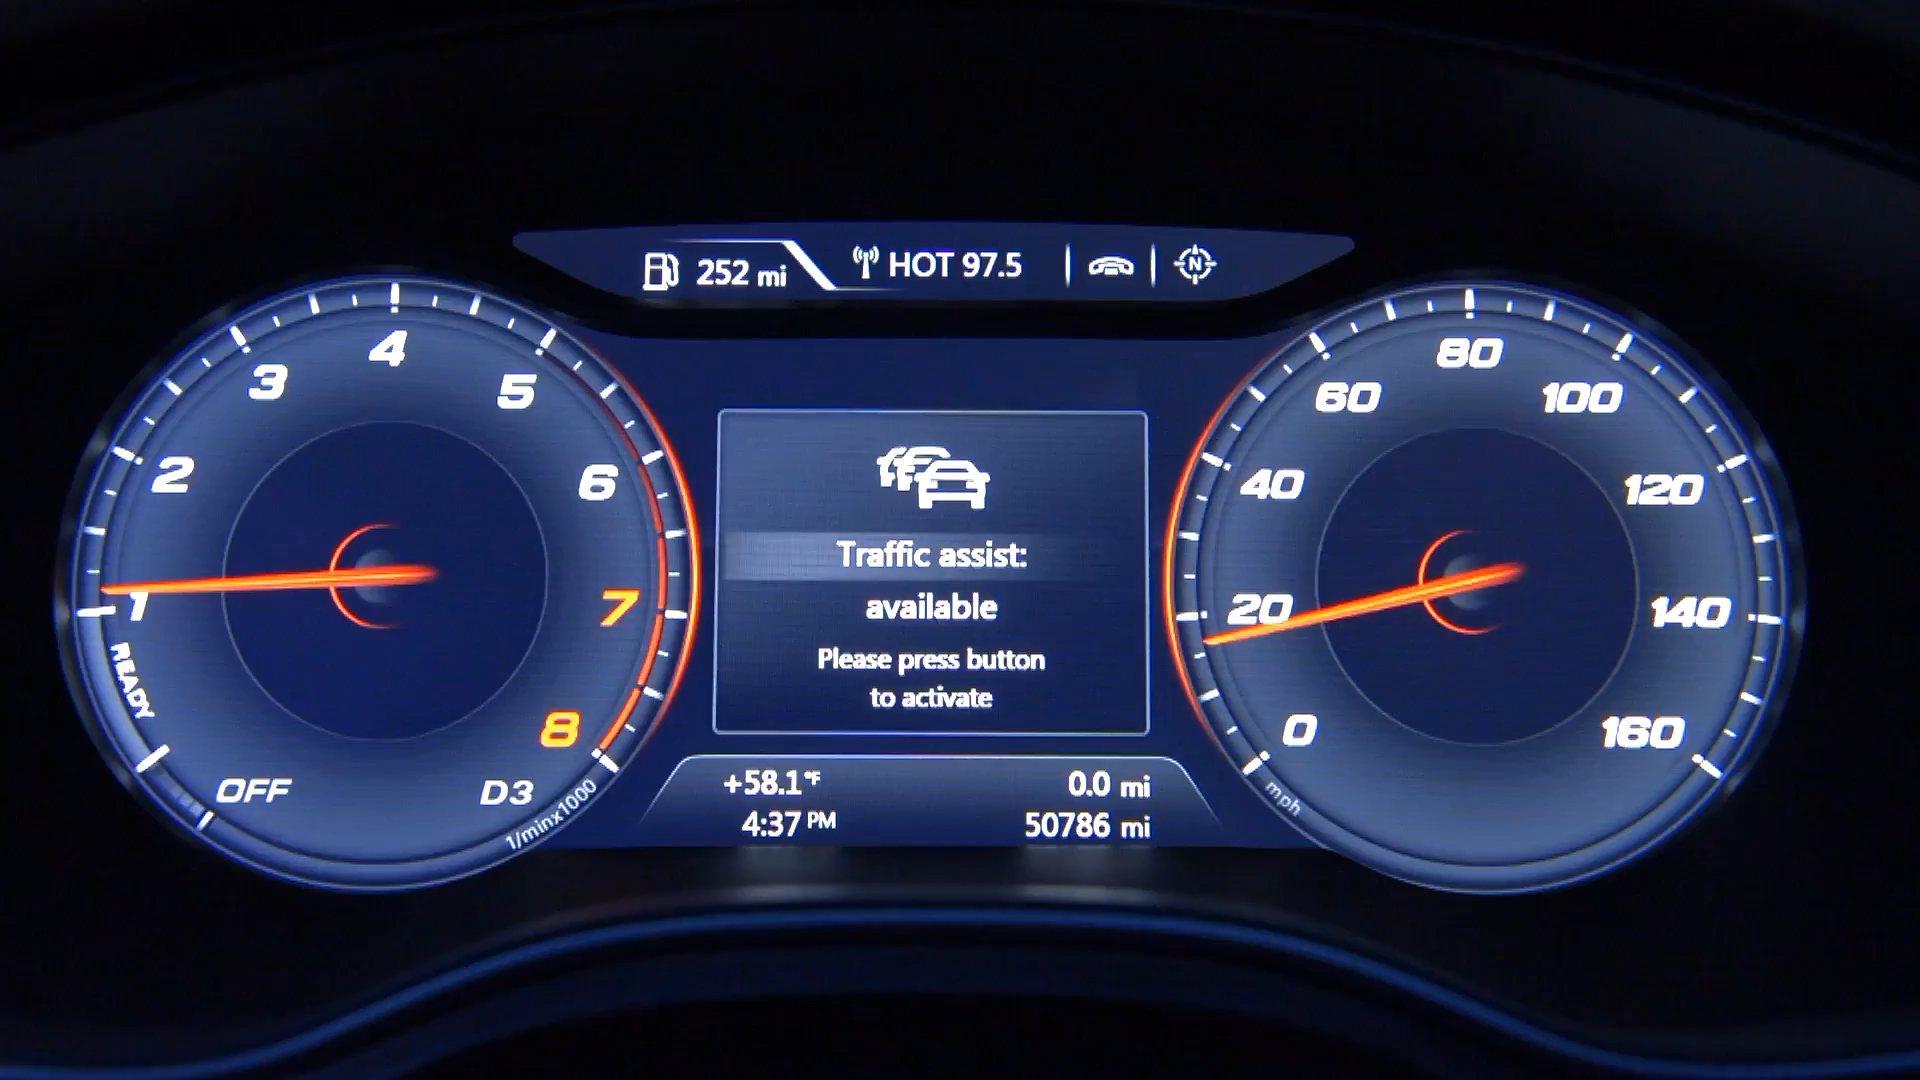 252 mi
HOT 97.5
N
1
2
3
4
5
6
7
8
READY
OFF
D3
1/minx1000
Traffic assist:
available
Please press button
to activate
+58.1°F
0.0 mi
4:37 PM
50786 mi
0
20
40
60
80
100
120
140
160
mph